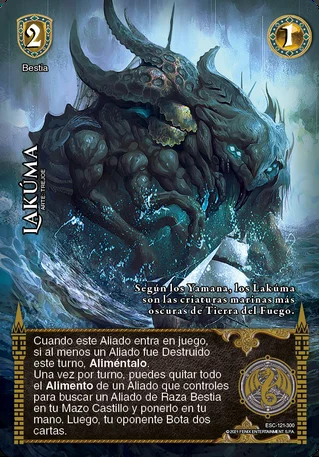 2
1
Bestia
LAKÚMA
ARTE: TREJOE
Según los Yamana, los Lakúma
son las criaturas marinas más
oscuras de Tierra del Fuego.
Cuando este Aliado entra en juego,
si al menos un Aliado fue Destruido
este turno, Aliméntalo.
Una vez por turno, puedes quitar todo
el Alimento de un Aliado que controles
para buscar un Aliado de Raza Bestia
en tu Mazo Castillo y ponerlo en tu
mano. Luego, tu oponente Bota dos
cartas.
ESC-121-300
© 2021 FENIX ENTERTAINMENT S.P.A.